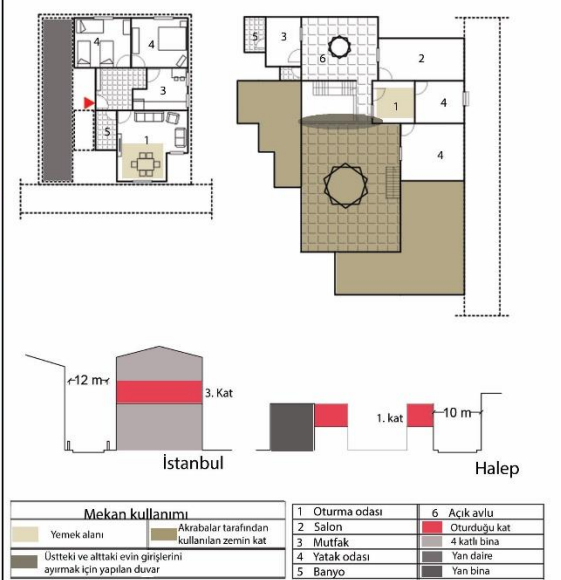 4
4
3
5
1
5
3
6
2
1
4
4
12 m
3. Kat
İstanbul
1. kat
10 m
Halep
Mekan kullanımı
Yemek alanı
Akrabalar tarafından
kullanılan zemin kat
Üstteki ve alttaki evin girişlerini
ayırmak için yapılan duvar
1 Oturma odası
2 Salon
3 Mutfak
4 Yatak odası
5 Banyo
6 Açık avlu
Oturduğu kat
4 katlı bina
Yan daire
Yan bina